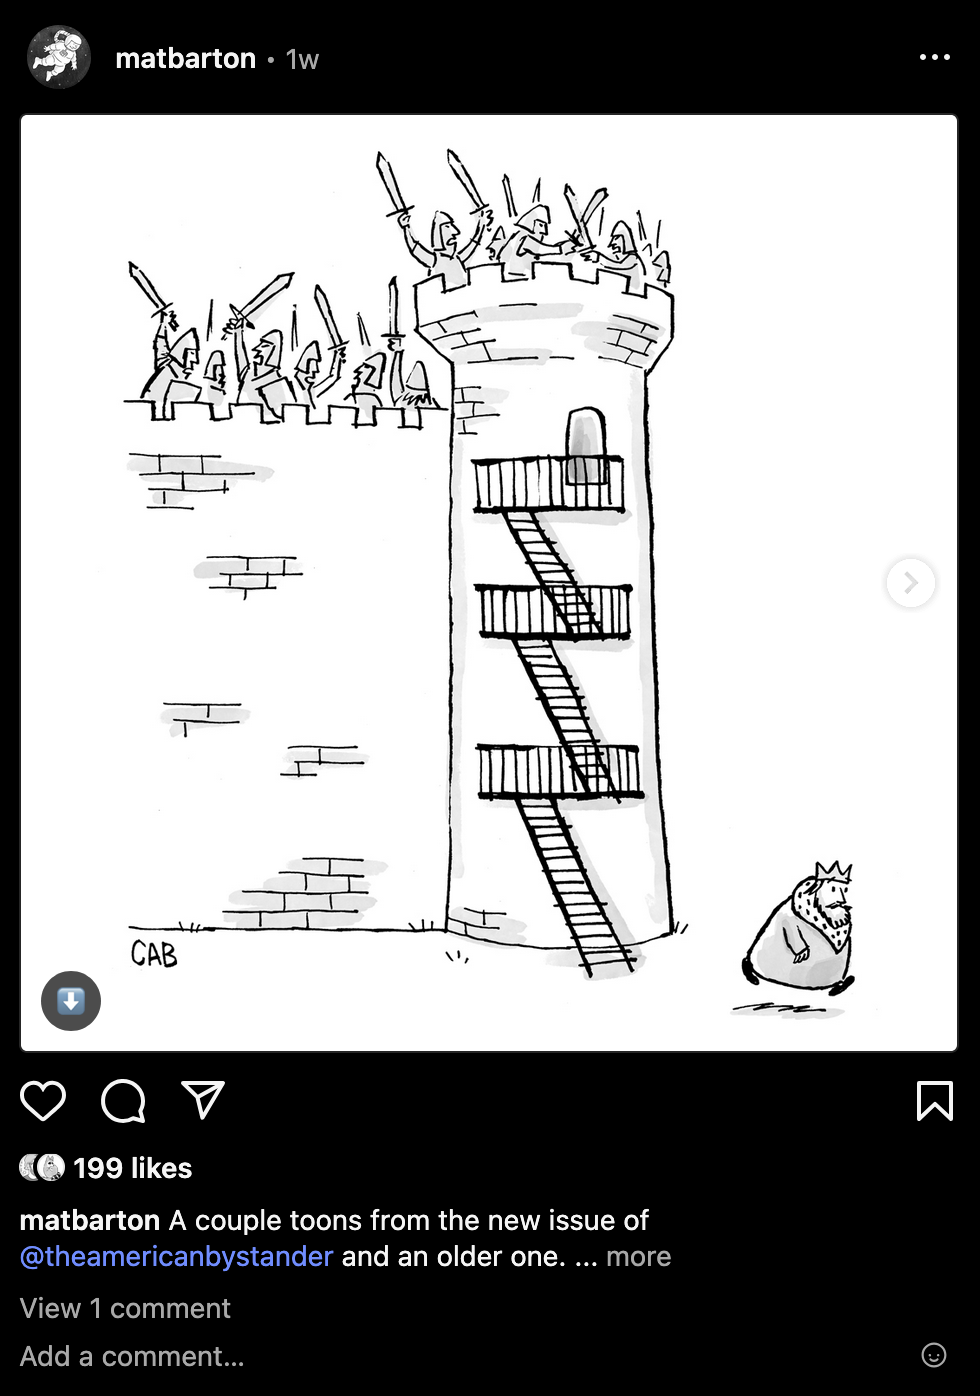 matbarton • 1w
CAB
199 likes
matbarton A couple toons from the new issue of
@theamericanbystander and an older one. ... more
View 1 comment
Add a comment...